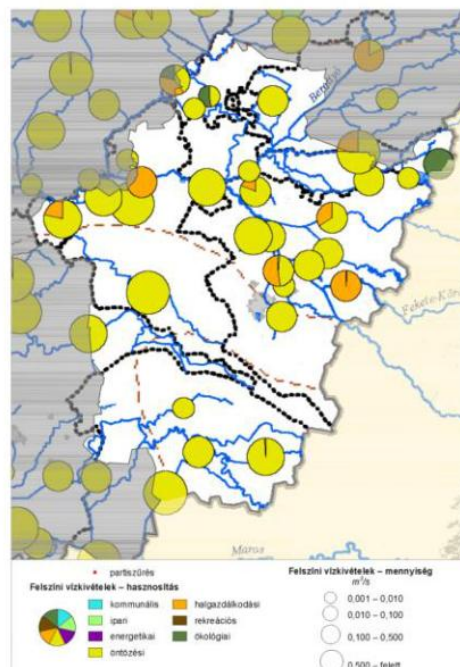 Berettyó
Fekete-Körö
Maros
partiszűrés
Felszíni vízkivételek – hasznosítás
kommunális
ipari
energetikai
öntözési
halgazdálkodási
rekreációs
ökológiai
Felszíni vízkivételek – mennyiség
m³/s
0,001 – 0,010
0,010 – 0,100
0,100 – 0,500
0,500 – felett